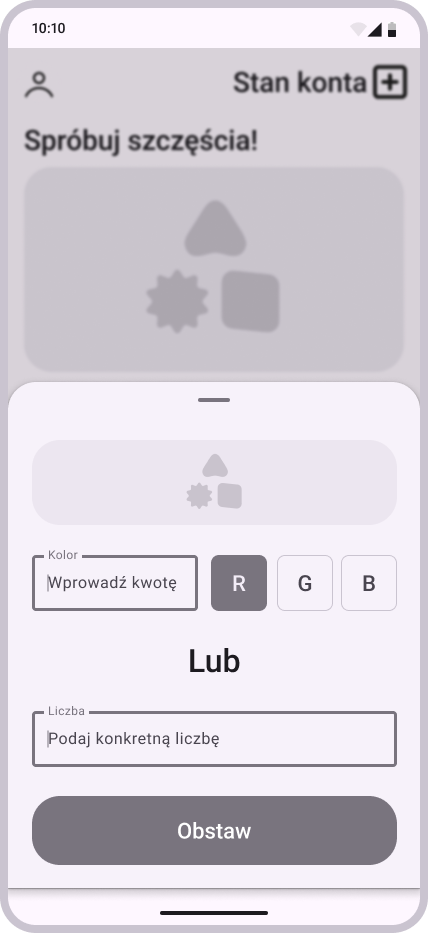 10:10
Stan konta
Spróbuj szczęścia!
Kolor
Wprowadź kwotę
R
G
B
Lub
Liczba
Podaj konkretną liczbę
Obstaw